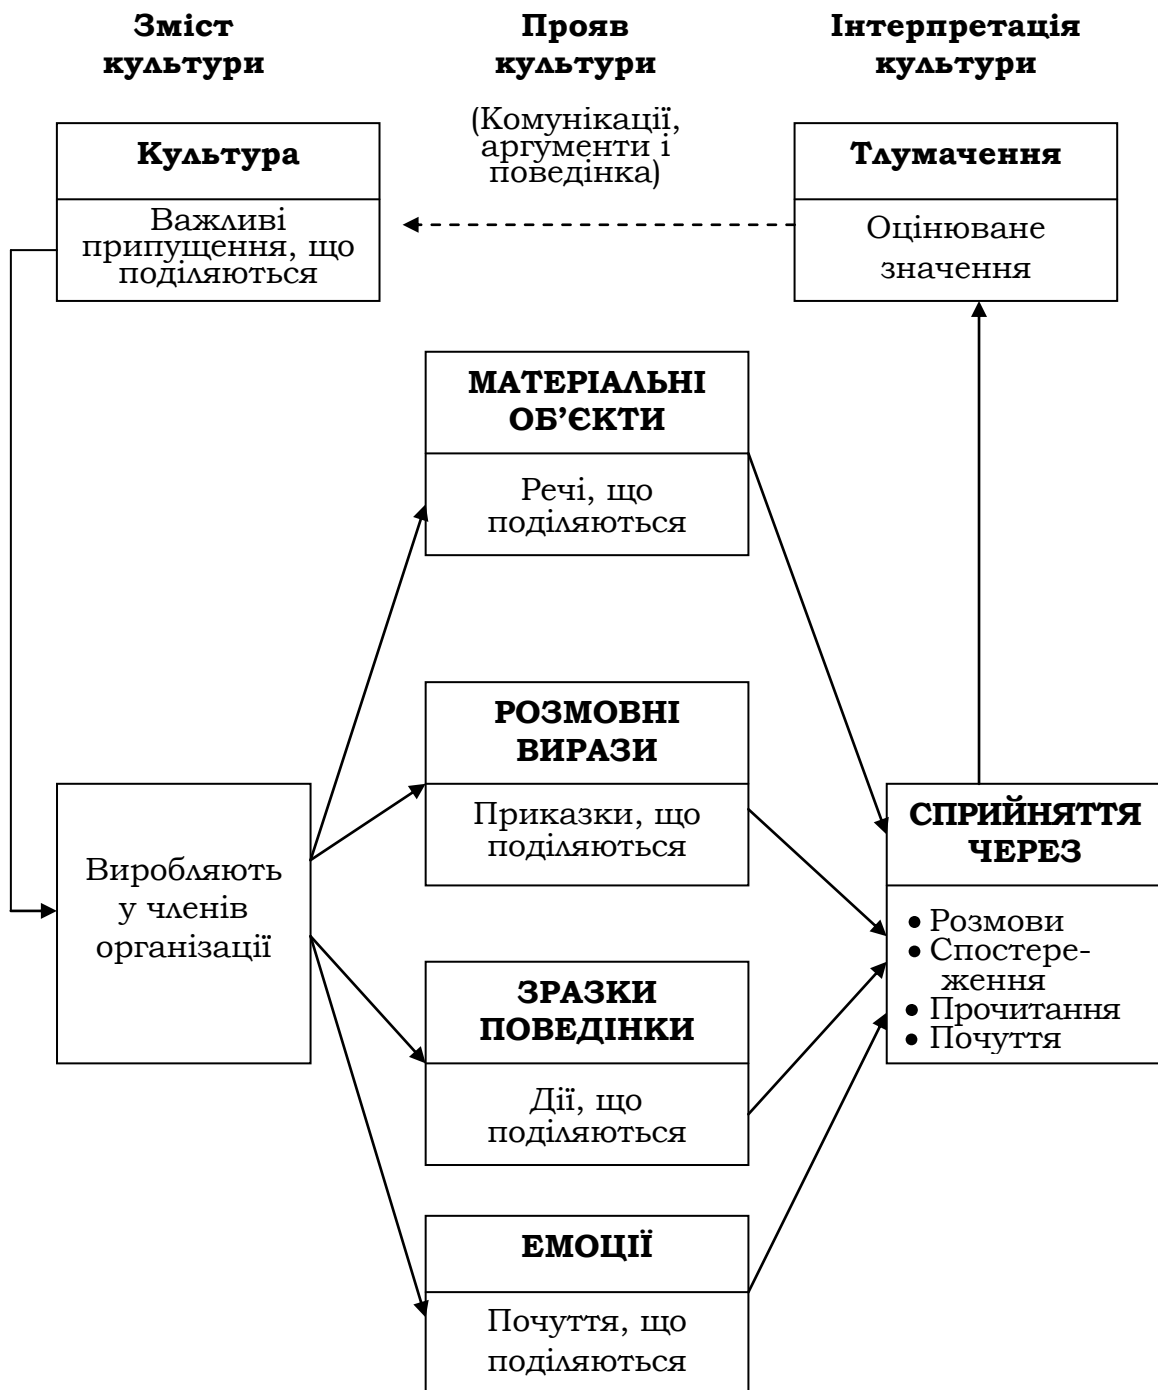 Зміст
культури
Прояв
культури
(Комунікації,
аргументи і
поведінка)
Інтерпретація
культури
Культура
Важливі
припущення, що
поділяються
Тлумачення
Оцінюване
значення
МАТЕРІАЛЬНІ
ОБ’ЄКТИ
Речі, що
поділяються
РОЗМОВНІ
ВИРАЗИ
Приказки, що
поділяються
Виробляють
у членів
організації
СПРИЙНЯТТЯ
ЧЕРЕЗ
• Розмови
• Спостере-
ження
• Прочитання
• Почуття
ЗРАЗКИ
ПОВЕДІНКИ
Дії, що
поділяються
ЕМОЦІЇ
Почуття, що
поділяються